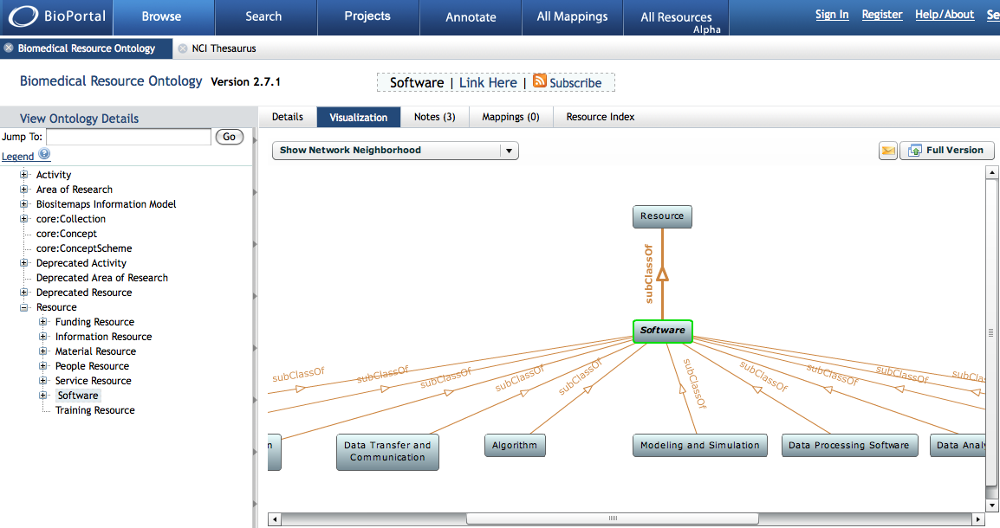 BioPortal
Browse
Search
Projects
Annotate
All Mappings
All Resources
Alpha
Sign In Register Help/About Se
Biomedical Resource Ontology NCI Thesaurus
Biomedical Resource Ontology Version 2.7.1
Software | Link Here | Subscribe
View Ontology Details
Jump To: Go
Legend ?
Activity
Area of Research
Biositemaps Information Model
core:Collection
core:Concept
core:ConceptScheme
Deprecated Activity
Deprecated Area of Research
Deprecated Resource
Resource
Funding Resource
Information Resource
Material Resource
People Resource
Service Resource
Software
Training Resource
Details Visualization Notes (3) Mappings (0) Resource Index
Show Network Neighborhood
Full Version
Resource
subClassOf
Software
subClassOf subClassOf subClassOf subClassOf subClassOf subClassOf subClassOf subClassOf subClassOf subClas
n
Data Transfer and
Communication
Algorithm
Modeling and Simulation
Data Processing Software
Data Analy